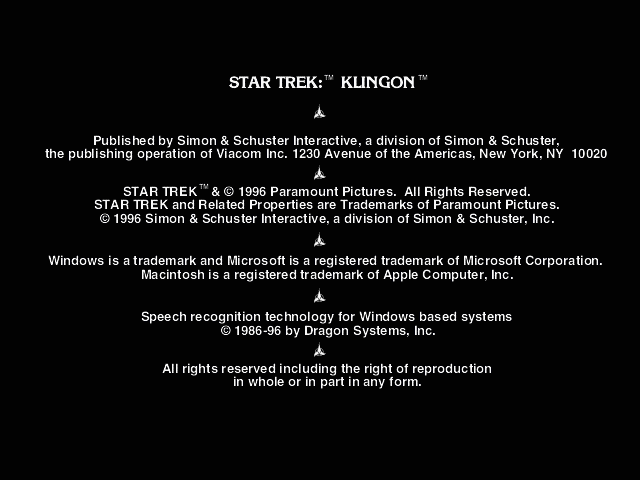 STAR TREK:™ KLINGON™
Published by Simon & Schuster Interactive, a division of Simon & Schuster,
the publishing operation of Viacom Inc. 1230 Avenue of the Americas, New York, NY 10020
STAR TREK™ & © 1996 Paramount Pictures. All Rights Reserved.
STAR TREK and Related Properties are Trademarks of Paramount Pictures.
© 1996 Simon & Schuster Interactive, a division of Simon & Schuster, Inc.
Windows is a trademark and Microsoft is a registered trademark of Microsoft Corporation.
Macintosh is a registered trademark of Apple Computer, Inc.
Speech recognition technology for Windows based systems
© 1986-96 by Dragon Systems, Inc.
All rights reserved including the right of reproduction
in whole or in part in any form.